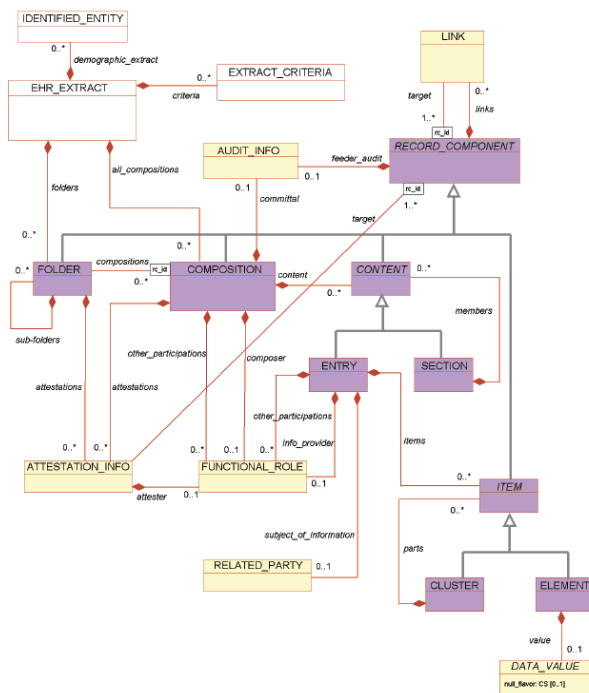 IDENTIFIED_ENTITY
LINK
0..*
demographic_extract
EHR_EXTRACT
0..*
EXTRACT_CRITERIA
criteria
target
0..*
links
1..*
rc_id
AUDIT_INFO
feeder_audit
RECORD_COMPONENT
all_compositions
0..1
0..1
rc_id
folders
committal
target
1..*
0..*
0..*
compositions
0..*
FOLDER
rc_id
COMPOSITION
content
CONTENT
0..*
0..*
0..*
members
sub-folders
other_participations
composer
ENTRY
SECTION
attestations
attestations
other_participations
info_provider
items
0..*
0..*
0..*
0..1
0..*
0..*
ATTESTATION_INFO
FUNCTIONAL_ROLE
0..1
ITEM
attester
0..1
0..*
subject_of_information
parts
RELATED_PARTY
0..1
CLUSTER
ELEMENT
value
0..1
DATA_VALUE
null_flavor: CS [0..1]